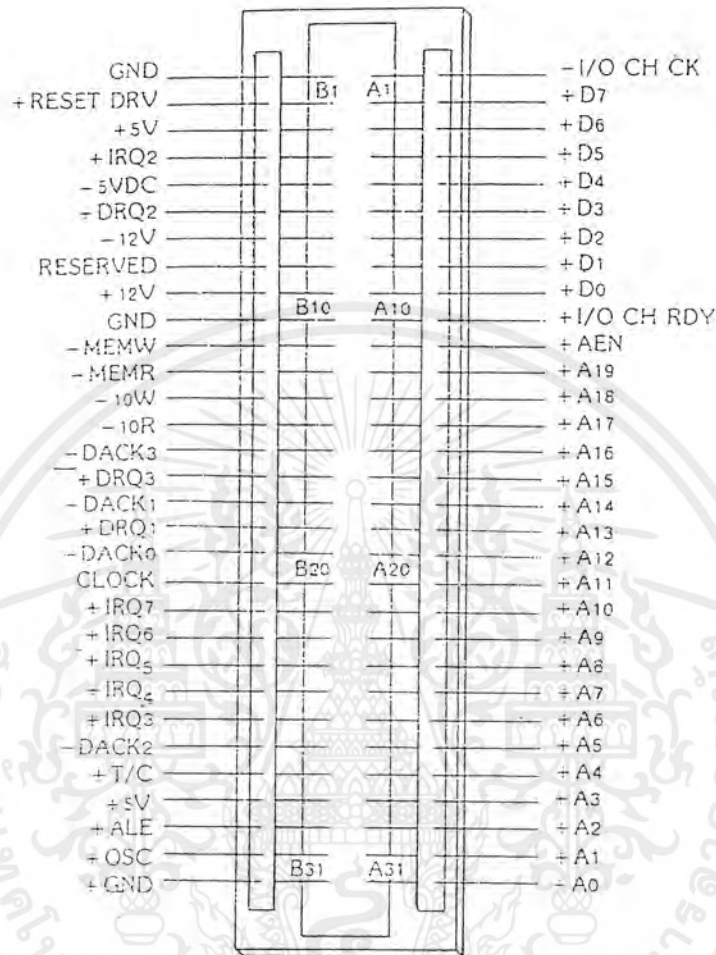 GND B1 A1 -I/O CH CK
+RESET DRV +D7
+5V +D6
+IRQ2 +D5
-5VDC +D4
+DRQ2 +D3
-12V +D2
RESERVED +D1
+12V +D0
GND B10 A10 +I/O CH RDY
-MEMW +AEN
-MEMR +A19
-10W +A18
-10R +A17
-DACK3 +A16
+DRQ3 +A15
-DACK1 +A14
+DRQ1 +A13
-DACK0 +A12
CLOCK B20 A20 +A11
+IRQ7 +A10
+IRQ6 +A9
+IRQ5 +A8
+IRQ4 +A7
+IRQ3 +A6
-DACK2 +A5
+T/C +A4
+5V +A3
+ALE +A2
+OSC +A1
+GND B31 A31 +A0